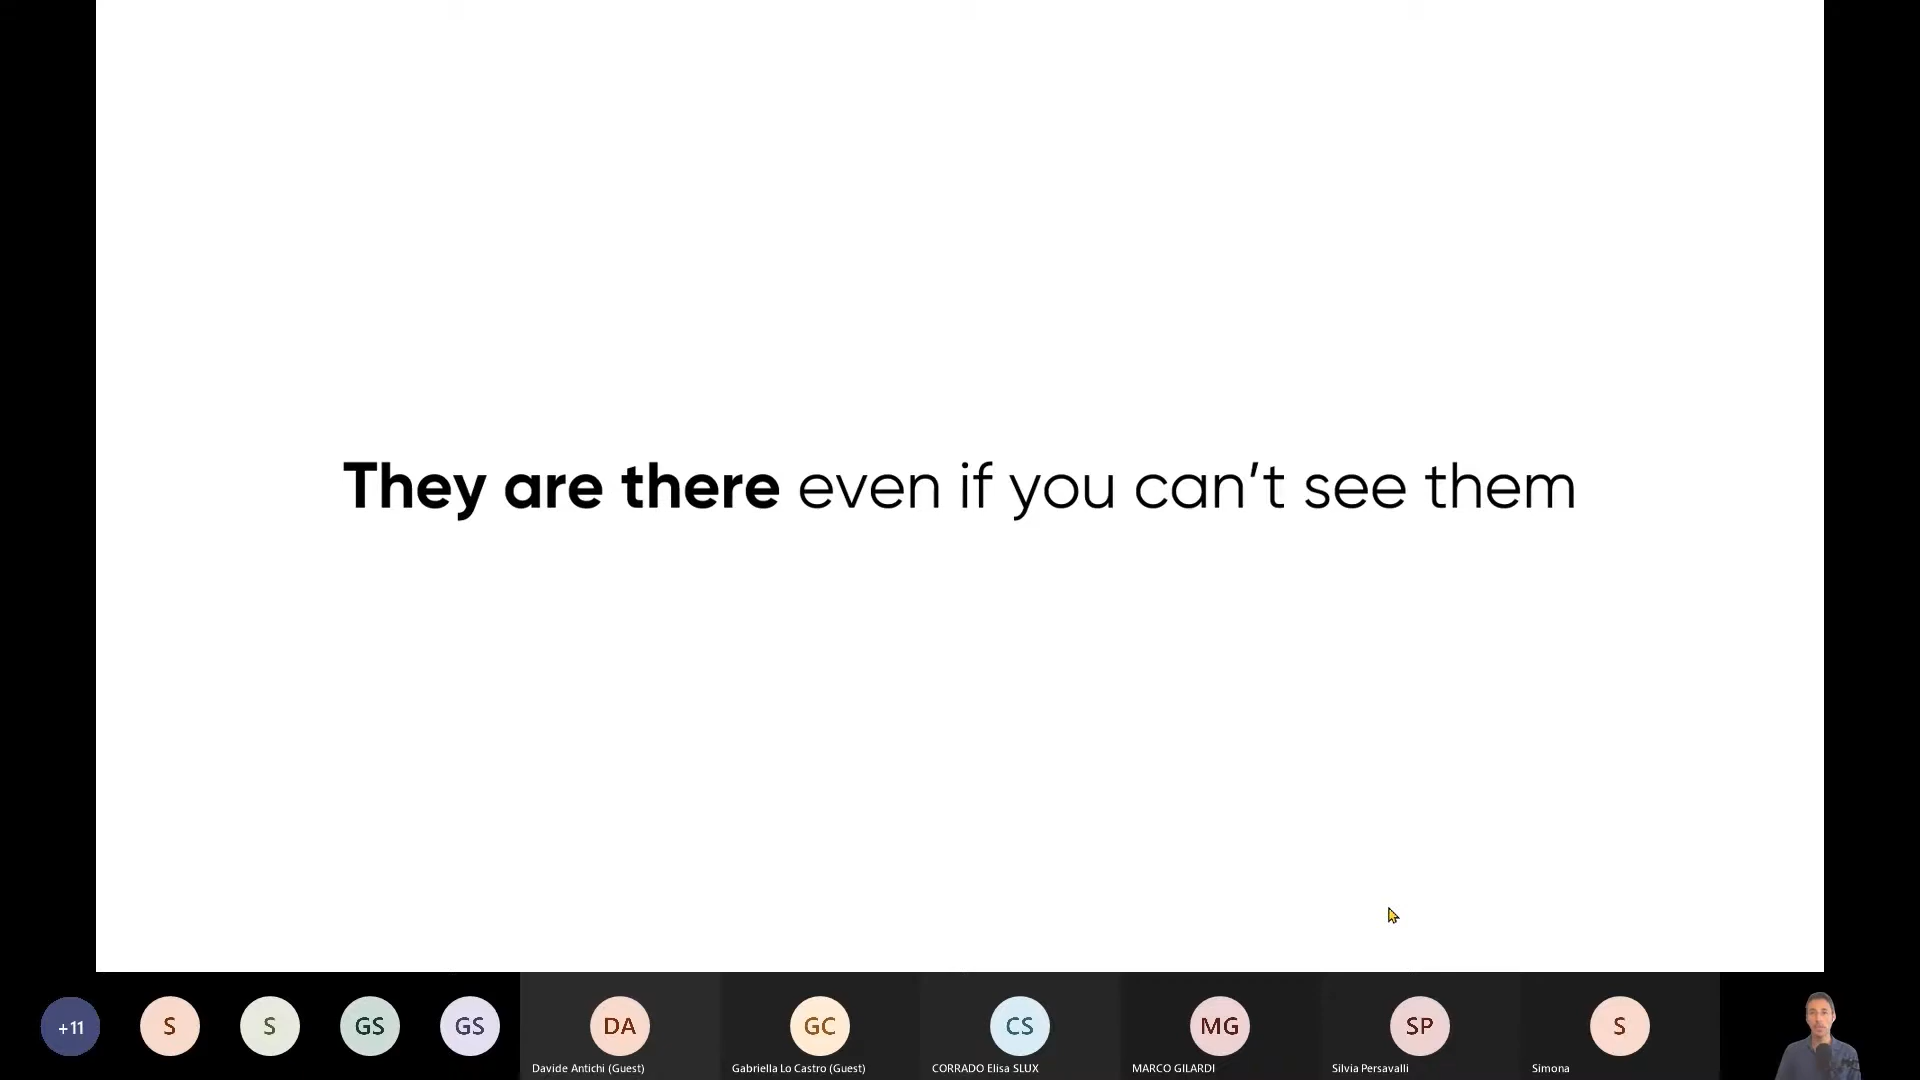 They are there even if you can’t see them
+11
S
S
GS
GS
DA
GC
CS
MG
SP
S
Davide Antichi (Guest)
Gabriella Lo Castro (Guest)
CORRADO Elisa SLUX
MARCO GILARDI
Silvia Persavalli
Simona